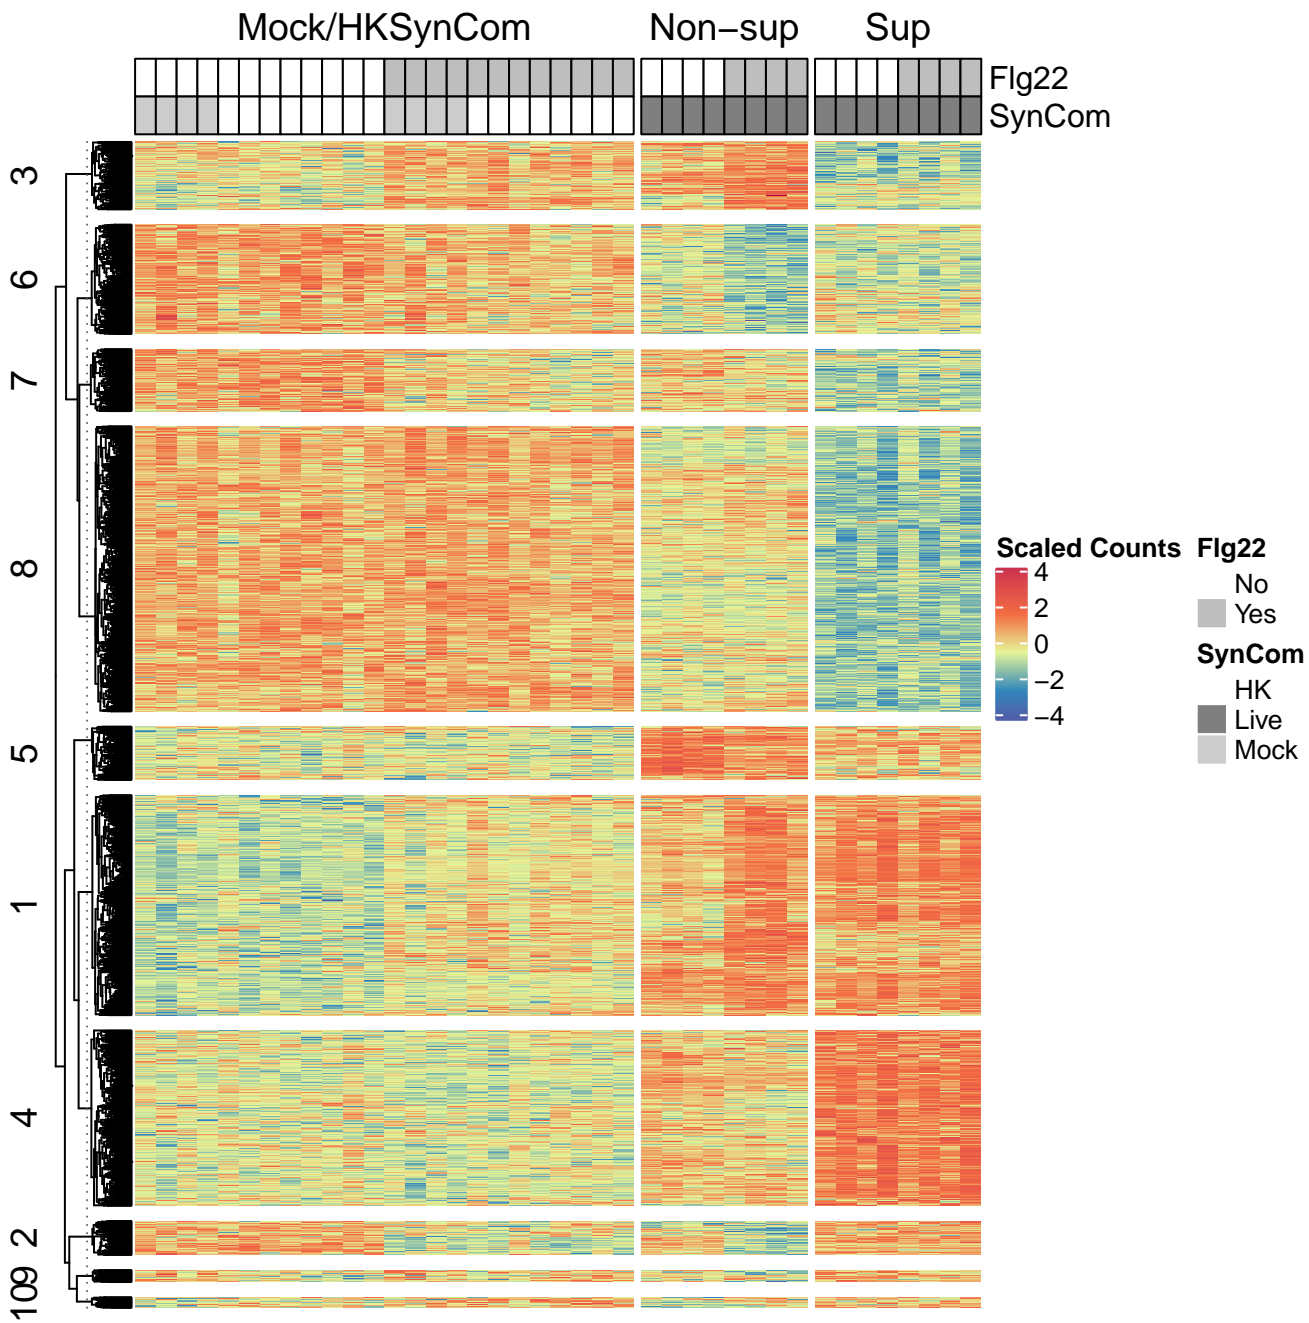 Mock/HKSynCom Non−sup Sup
Flg22
SynCom
3
6
7
8
5
1
4
2
9
10
Scaled Counts
4
2
0
−2
−4
Flg22
No
Yes
SynCom
HK
Live
Mock